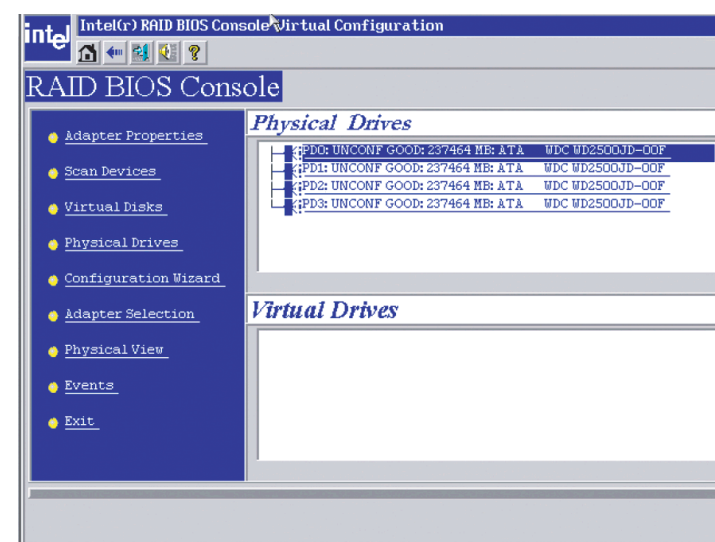 intel
Intel(r) RAID BIOS Console Virtual Configuration
RAID BIOS Console
Adapter Properties
Scan Devices
Virtual Disks
Physical Drives
Configuration Wizard
Adapter Selection
Physical View
Events
Exit
Physical Drives
PD0: UNCONF GOOD: 237464 MB: ATA WDC WD2500JD-00F
PD1: UNCONF GOOD: 237464 MB: ATA WDC WD2500JD-00F
PD2: UNCONF GOOD: 237464 MB: ATA WDC WD2500JD-00F
PD3: UNCONF GOOD: 237464 MB: ATA WDC WD2500JD-00F
Virtual Drives